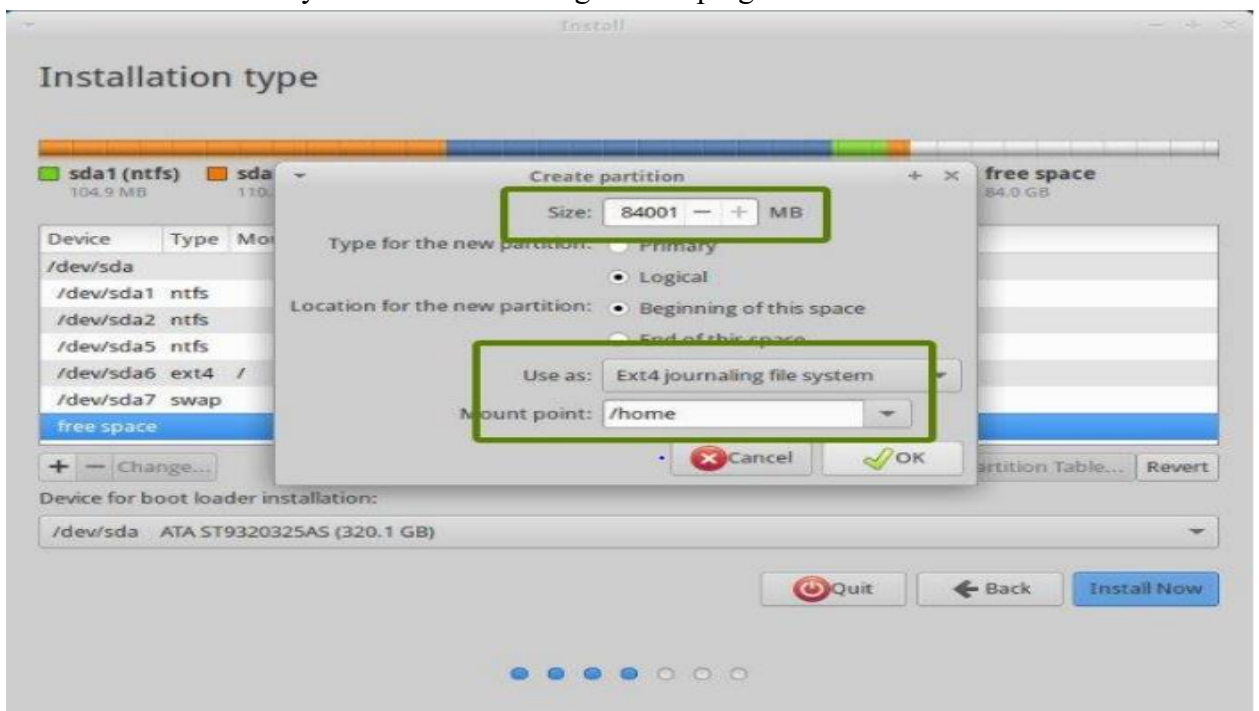 Install
Installation type
sda1 (ntfs) sda free space
104.9 MB 110. 84.0 GB
Create partition
Size: 84001 — + MB
Type for the new partition: Primary
Logical
Location for the new partition: Beginning of this space
End of this space
Use as: Ext4 journaling file system
Mount point: /home
Cancel OK
Device Type Mou
/dev/sda
/dev/sda1 ntfs
/dev/sda2 ntfs
/dev/sda5 ntfs
/dev/sda6 ext4 /
/dev/sda7 swap
free space
+ — Change... artition Table... Revert
Device for boot loader installation:
/dev/sda ATA ST9320325AS (320.1 GB)
Quit Back Install Now